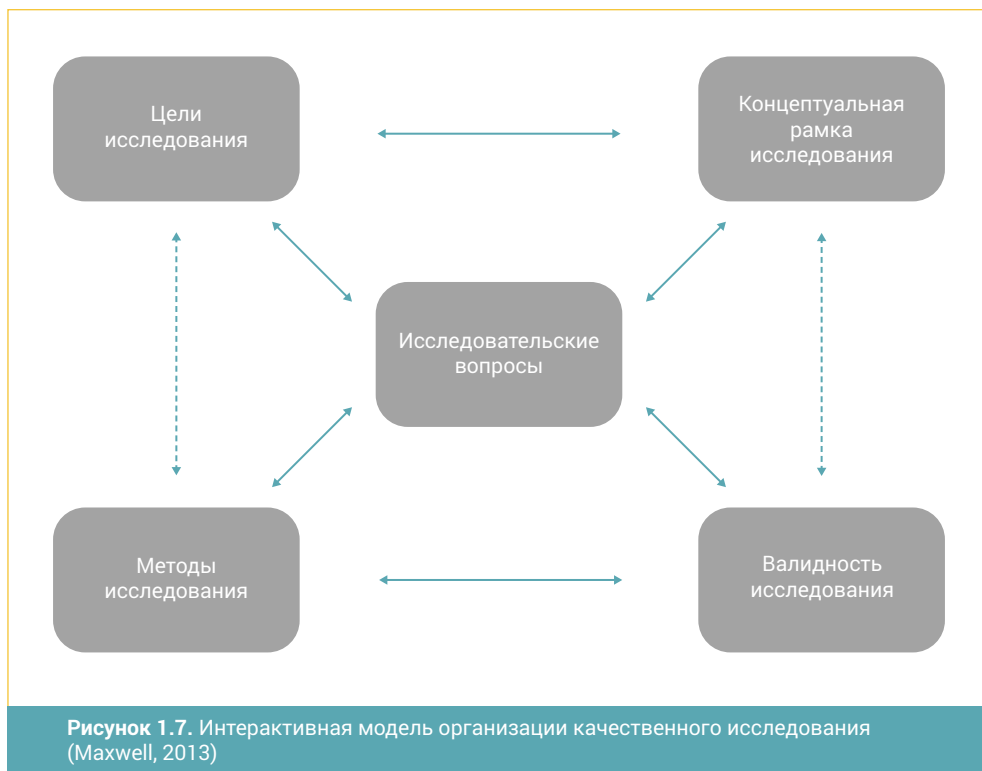 Цели
исследования
Концептуальная
рамка
исследования
Исследовательские
вопросы
Методы
исследования
Валидность
исследования
Рисунок 1.7. Интерактивная модель организации качественного исследования
(Maxwell, 2013)